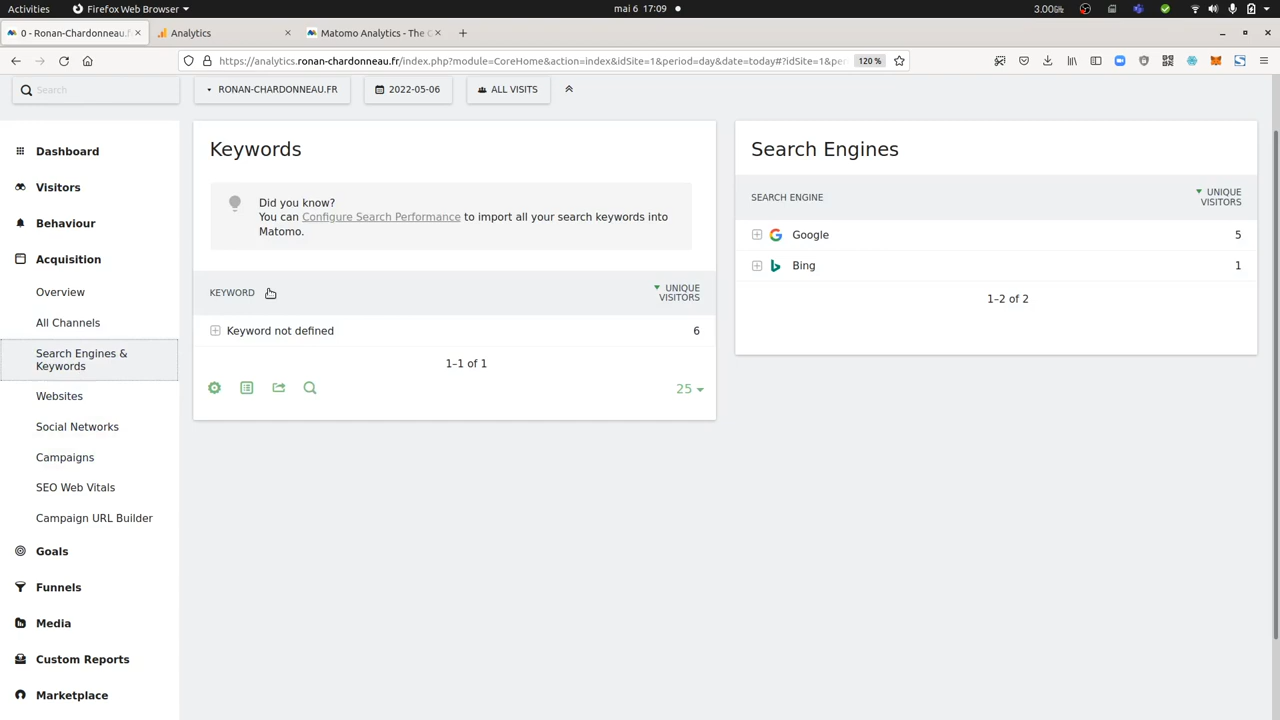 Activities
Firefox Web Browser
mai 6 17:09
3.00%
0 - Ronan-Chardonneau.f
Analytics
Matomo Analytics - The
https://analytics.ronan-chardonneau.fr/index.php?module=CoreHome&action=index&idSite=1&period=day&date=today#?idSite=1&per
120 %
Search
RONAN-CHARDONNEAU.FR
2022-05-06
ALL VISITS
Dashboard
Visitors
Behaviour
Acquisition
Overview
All Channels
Search Engines &
Keywords
Websites
Social Networks
Campaigns
SEO Web Vitals
Campaign URL Builder
Goals
Funnels
Media
Custom Reports
Marketplace
Keywords
Did you know?
You can Configure Search Performance to import all your search keywords into
Matomo.
KEYWORD
UNIQUE
VISITORS
Keyword not defined
6
1–1 of 1
25
Search Engines
SEARCH ENGINE
UNIQUE
VISITORS
Google
5
Bing
1
1–2 of 2